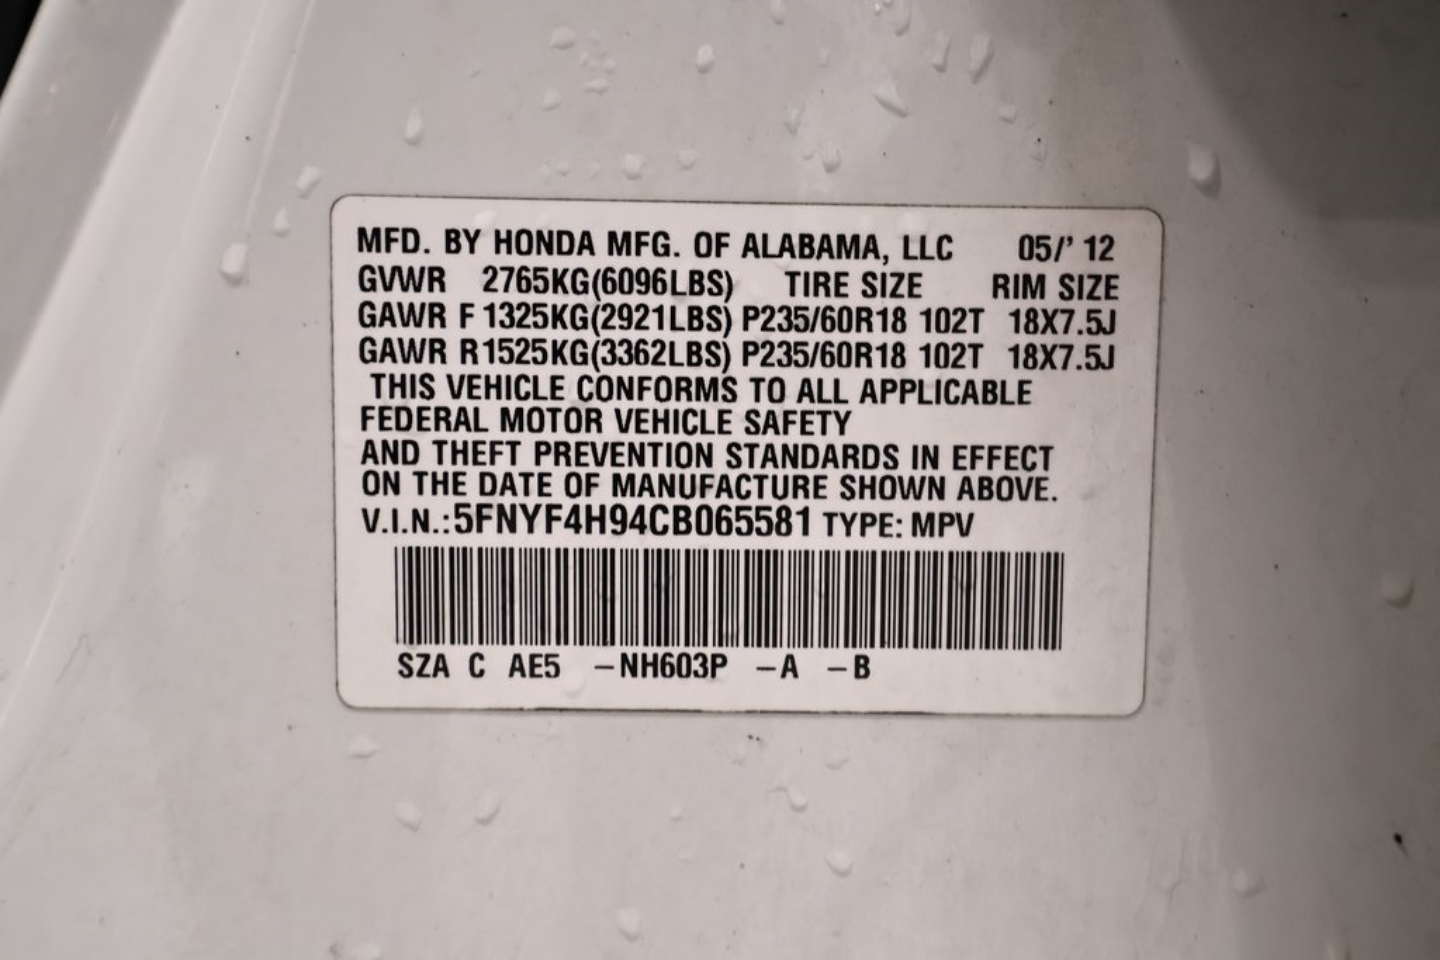 MFD. BY HONDA MFG. OF ALABAMA, LLC 05/' 12
GVWR 2765KG(6096LBS) TIRE SIZE RIM SIZE
GAWR F 1325KG(2921LBS) P235/60R18 102T 18X7.5J
GAWR R1525KG(3362LBS) P235/60R18 102T 18X7.5J
THIS VEHICLE CONFORMS TO ALL APPLICABLE
FEDERAL MOTOR VEHICLE SAFETY
AND THEFT PREVENTION STANDARDS IN EFFECT
ON THE DATE OF MANUFACTURE SHOWN ABOVE.
V.I.N.:5FNYF4H94CB065581 TYPE: MPV
SZA C AE5 –NH603P –A –B